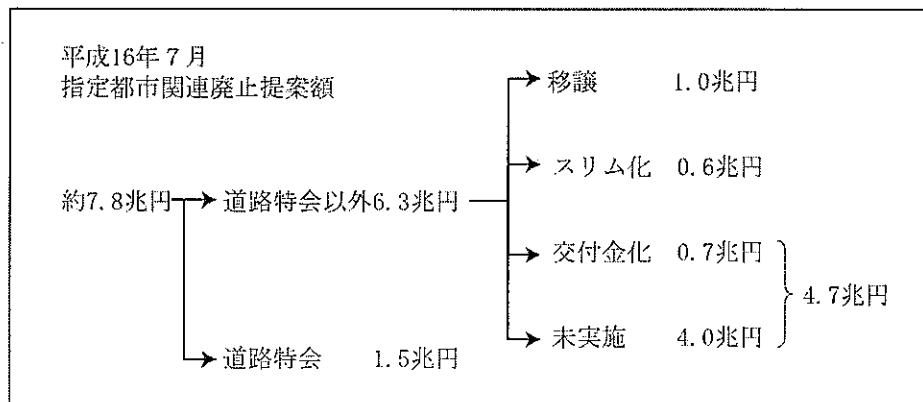 平成16年7月
指定都市関連廃止提案額
約7.8兆円
道路特会以外6.3兆円
道路特会 1.5兆円
移譲 1.0兆円
スリム化 0.6兆円
交付金化 0.7兆円
未実施 4.0兆円
4.7兆円